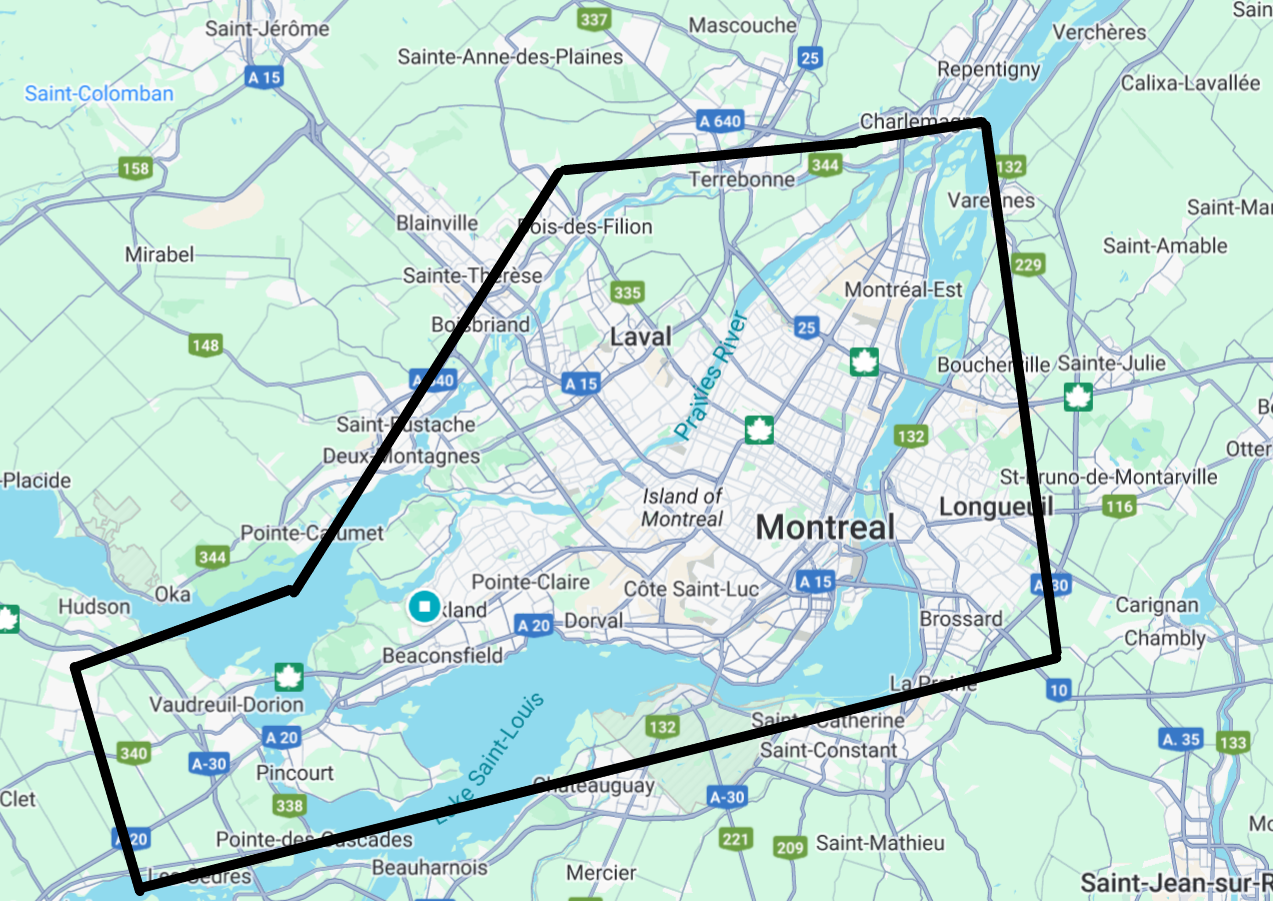 337
Mascouche
Sain
Saint-Jérôme
Verchères
Sainte-Anne-des-Plaines
25
Repentigny
A 15
Calixa-Lavallée
Saint-Colomban
A 640
Charlemagne
158
344
132
Terrebonne
Varennes
Saint-Mar
Blainville
Bois-des-Filion
Mirabel
Saint-Amable
229
Sainte-Thérèse
335
Montréal-Est
Boisbriand
25
Laval
148
Prairies River
Boucherville
Sainte-Julie
A 15
Saint-Eustache
132
Deux-Montagnes
Otter
-Placide
St-Bruno-de-Montarville
Island of
Montreal
Longueuil
116
Pointe-Calumet
Montreal
344
Pointe-Claire
A 15
A 30
Côte Saint-Luc
Oka
Hudson
kland
Carignan
A 20
Dorval
Brossard
Chambly
Beaconsfield
La Prairie
10
Vaudreuil-Dorion
Lake Saint-Louis
132
Sainte-Catherine
A 20
A. 35
133
340
Saint-Constant
A-30
Pincourt
Châteauguay
Clet
338
A-30
A 20
Pointe-des-Cascades
221
209
Saint-Mathieu
Les Cèdres
Beauharnois
Mercier
Saint-Jean-sur-R